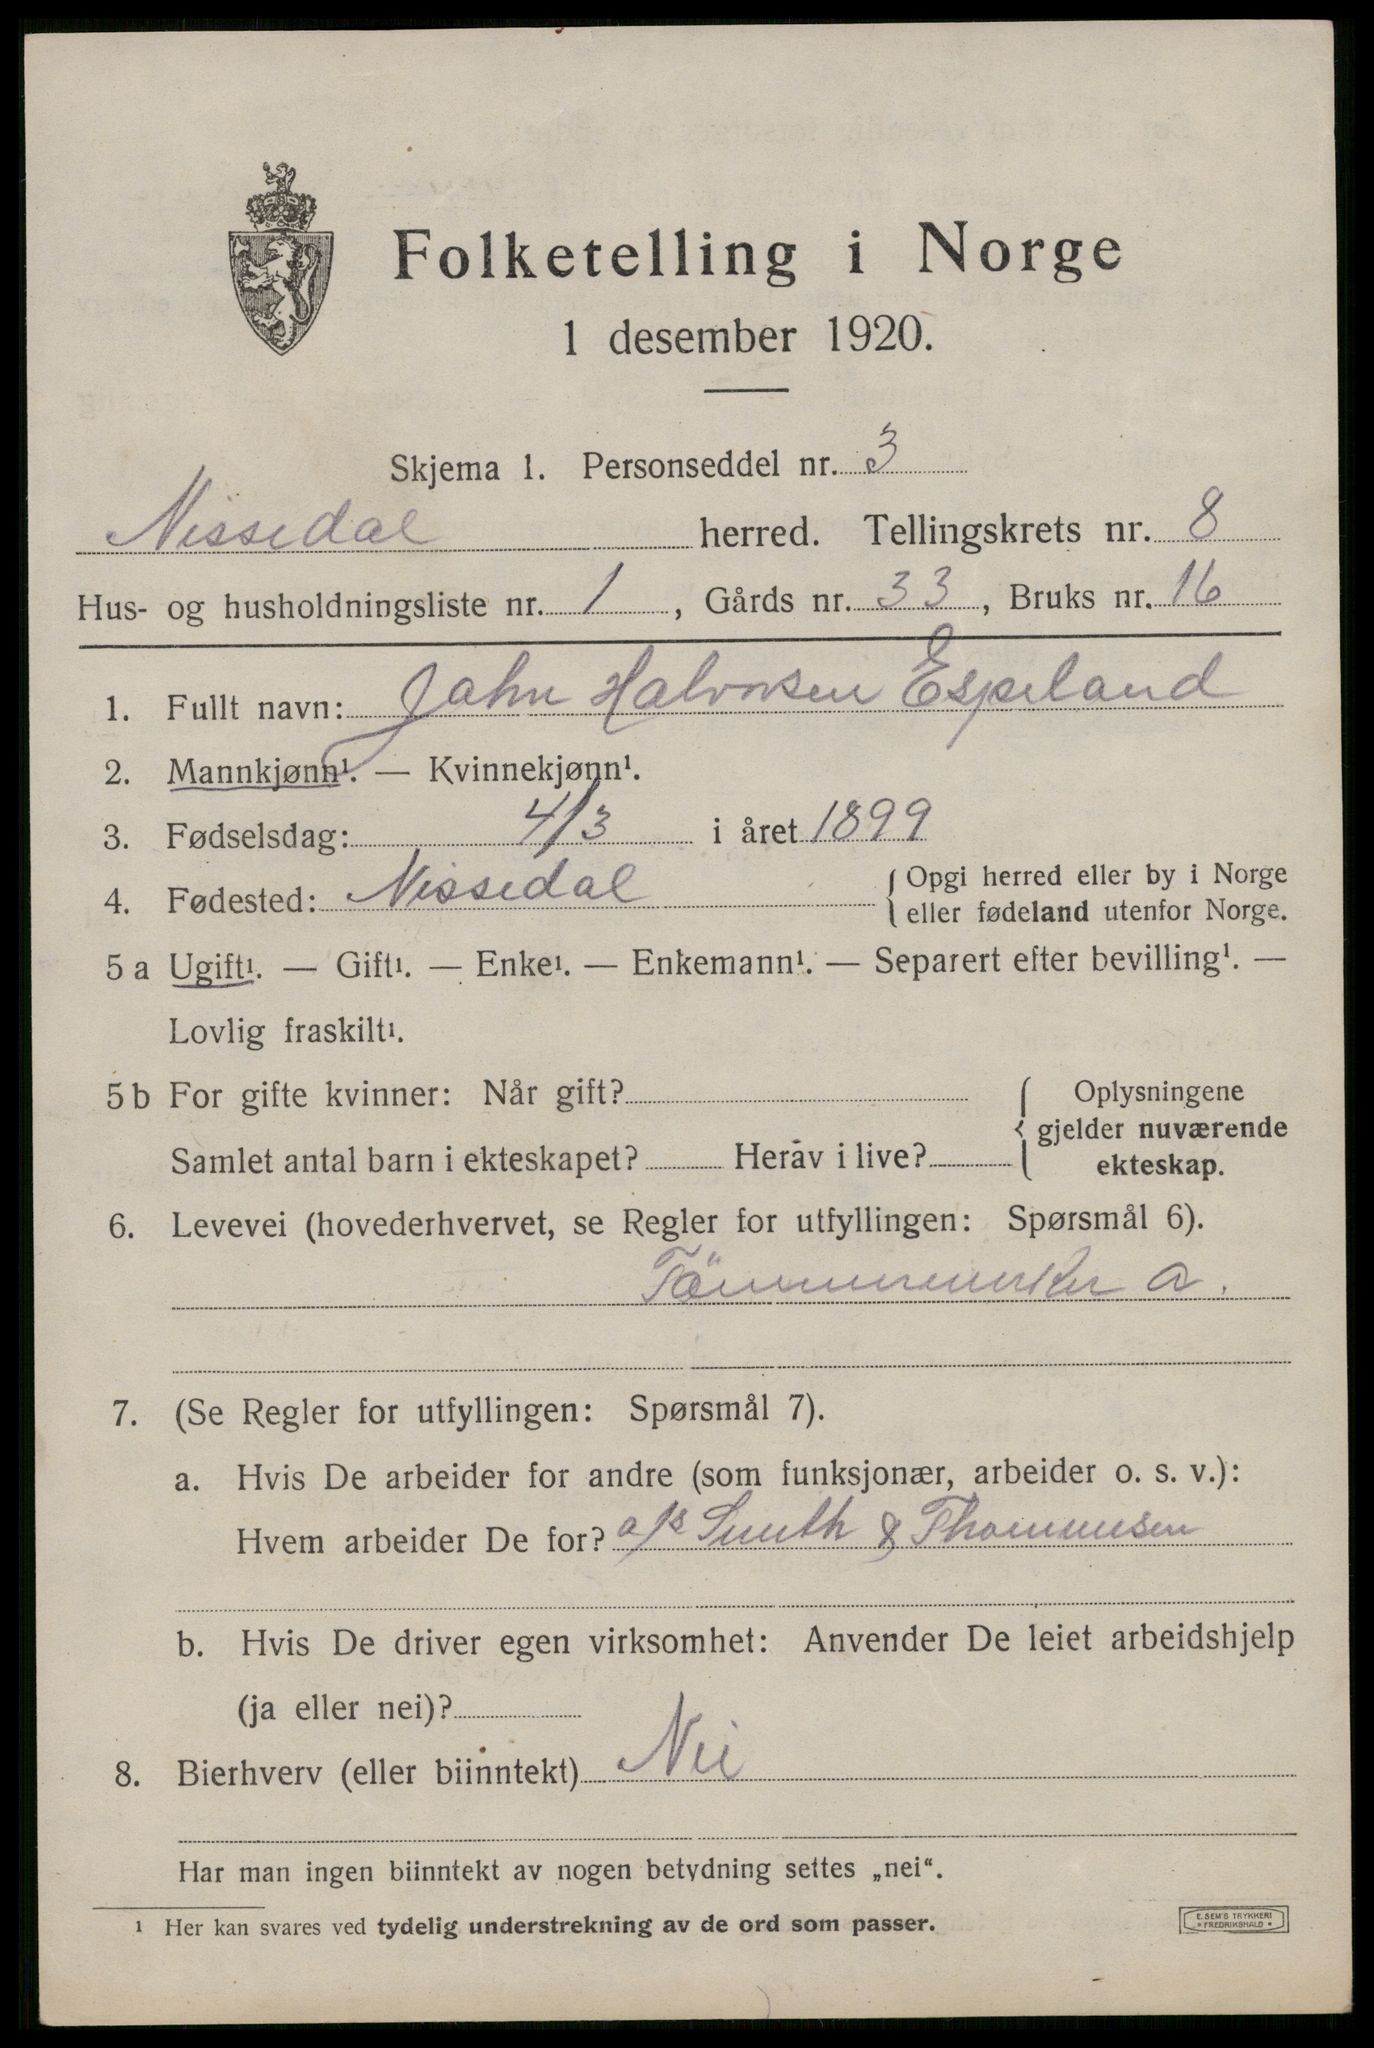 Folketelling i Norge
1 desember 1920.
Skjema 1. Personseddel nr. 3
Nissedal herred. Tellingskrets nr. 8
Hus- og husholdningsliste nr. 1, Gårds nr. 33, Bruks nr. 16
1. Fullt navn: John Halvorsen Espeland
2. Mannkjønn¹. — Kvinnekjønn¹.
3. Fødselsdag: 4/3 i året 1899
4. Fødested: Nissedal { Opgi herred eller by i Norge
eller fødeland utenfor Norge.
5 a Ugift¹. — Gift¹. — Enke¹. — Enkemann¹. — Separert efter bevilling¹. —
Lovlig fraskilt¹.
5 b For gifte kvinner: Når gift? { Oplysningene
gjelder nuværende
Samlet antal barn i ekteskapet? Herav i live? ekteskap.
6. Levevei (hovederhvervet, se Regler for utfyllingen: Spørsmål 6).
a.
7. (Se Regler for utfyllingen: Spørsmål 7).
a. Hvis De arbeider for andre (som funksjonær, arbeider o. s. v.):
Hvem arbeider De for? a/s Smith & Thommesen
b. Hvis De driver egen virksomhet: Anvender De leiet arbeidshjelp
(ja eller nei)?
8. Bierhverv (eller biinntekt) Nei
Har man ingen biinntekt av nogen betydning settes „nei“.
¹ Her kan svares ved tydelig understrekning av de ord som passer.
E. SEM'S TRYKKERI
* FREDRIKSHALD *